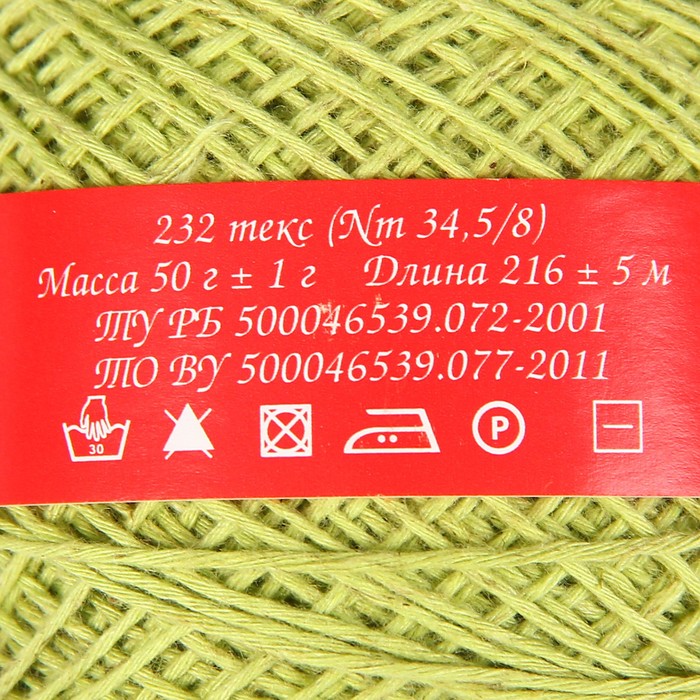 232 текс (Nm 34,5/8)
Масса 50 г ± 1 г Длина 216 ± 5 м
ТУ РБ 500046539.072-2001
ТО BY 500046539.077-2011
30 P